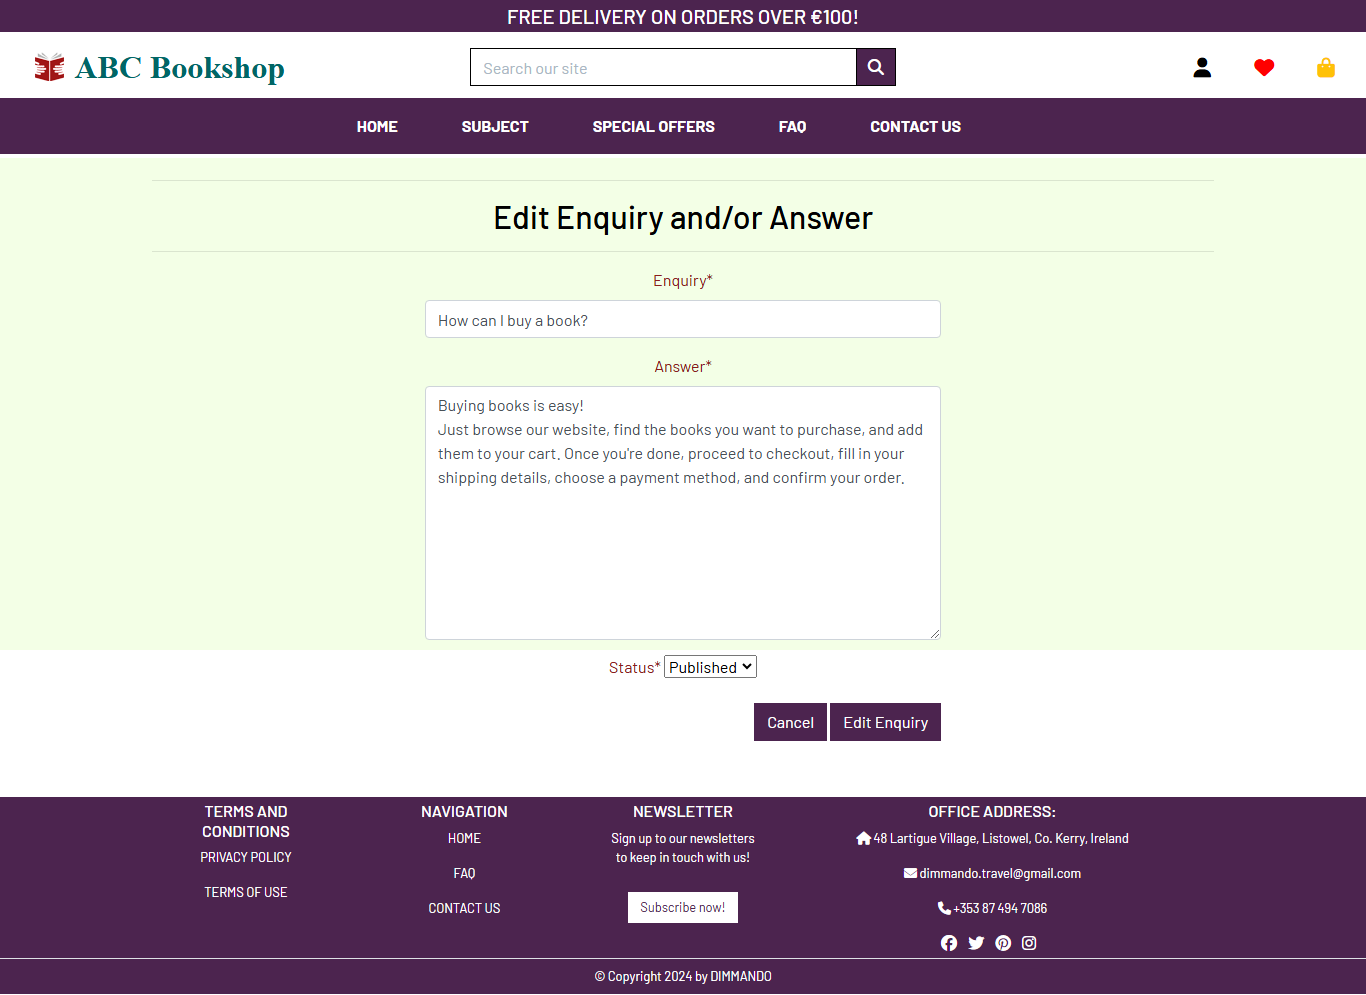 FREE DELIVERY ON ORDERS OVER €100!
ABC Bookshop
Search our site
HOME SUBJECT SPECIAL OFFERS FAQ CONTACT US
Edit Enquiry and/or Answer
Enquiry*
How can I buy a book?
Answer*
Buying books is easy!
Just browse our website, find the books you want to purchase, and add
them to your cart. Once you're done, proceed to checkout, fill in your
shipping details, choose a payment method, and confirm your order.
Status* Published
Cancel Edit Enquiry
TERMS AND
CONDITIONS
PRIVACY POLICY
TERMS OF USE
NAVIGATION
HOME
FAQ
CONTACT US
NEWSLETTER
Sign up to our newsletters
to keep in touch with us!
Subscribe now!
OFFICE ADDRESS:
48 Lartigue Village, Listowel, Co. Kerry, Ireland
dimmando.travel@gmail.com
+353 87 494 7086
© Copyright 2024 by DIMMANDO